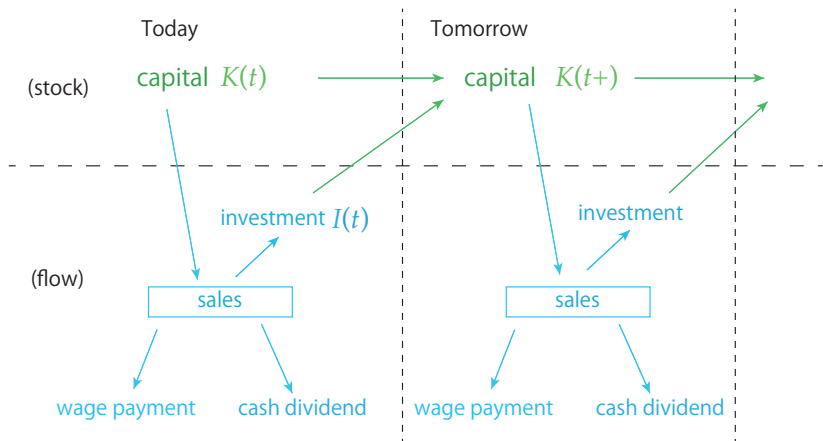 Today
Tomorrow
(stock)
capital K(t)
capital K(t+)
investment I(t)
investment
(flow)
sales
sales
wage payment
cash dividend
wage payment
cash dividend